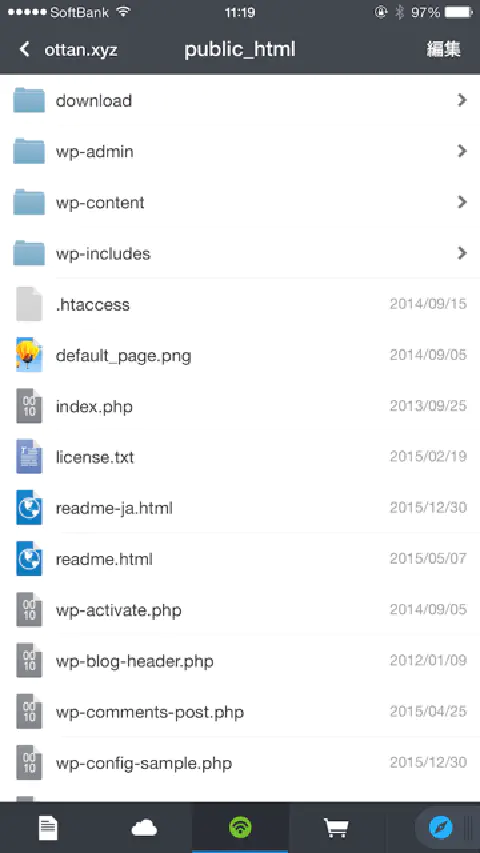 SoftBank 11:19 97%
ottan.xyz public_html 編集
download
wp-admin
wp-content
wp-includes
.htaccess 2014/09/15
default_page.png 2014/09/05
index.php 2013/09/25
license.txt 2015/02/19
readme-ja.html 2015/12/30
readme.html 2015/05/07
wp-activate.php 2014/09/05
wp-blog-header.php 2012/01/09
wp-comments-post.php 2015/04/25
wp-config-sample.php 2015/12/30